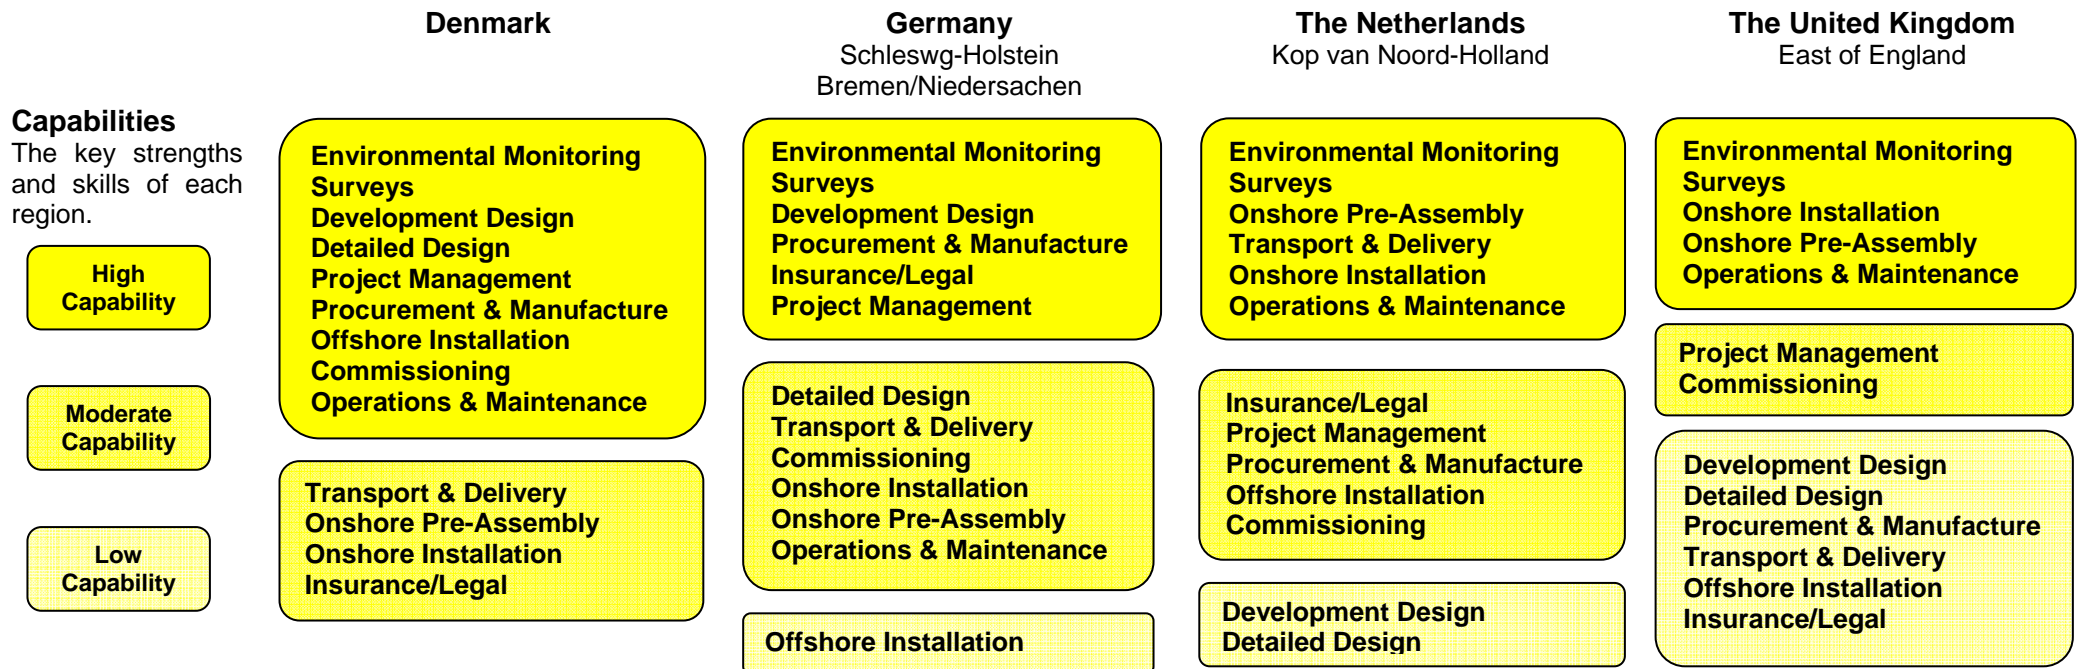 Denmark
Germany
Schleswg-Holstein
Bremen/Niedersachen
The Netherlands
Kop van Noord-Holland
The United Kingdom
East of England
Capabilities
The key strengths
and skills of each
region.
High
Capability
Moderate
Capability
Low
Capability
Environmental Monitoring
Surveys
Development Design
Detailed Design
Project Management
Procurement & Manufacture
Offshore Installation
Commissioning
Operations & Maintenance
Transport & Delivery
Onshore Pre-Assembly
Onshore Installation
Insurance/Legal
Environmental Monitoring
Surveys
Development Design
Procurement & Manufacture
Insurance/Legal
Project Management
Detailed Design
Transport & Delivery
Commissioning
Onshore Installation
Onshore Pre-Assembly
Operations & Maintenance
Offshore Installation
Environmental Monitoring
Surveys
Onshore Pre-Assembly
Transport & Delivery
Onshore Installation
Operations & Maintenance
Insurance/Legal
Project Management
Procurement & Manufacture
Offshore Installation
Commissioning
Development Design
Detailed Design
Environmental Monitoring
Surveys
Onshore Installation
Onshore Pre-Assembly
Operations & Maintenance
Project Management
Commissioning
Development Design
Detailed Design
Procurement & Manufacture
Transport & Delivery
Offshore Installation
Insurance/Legal